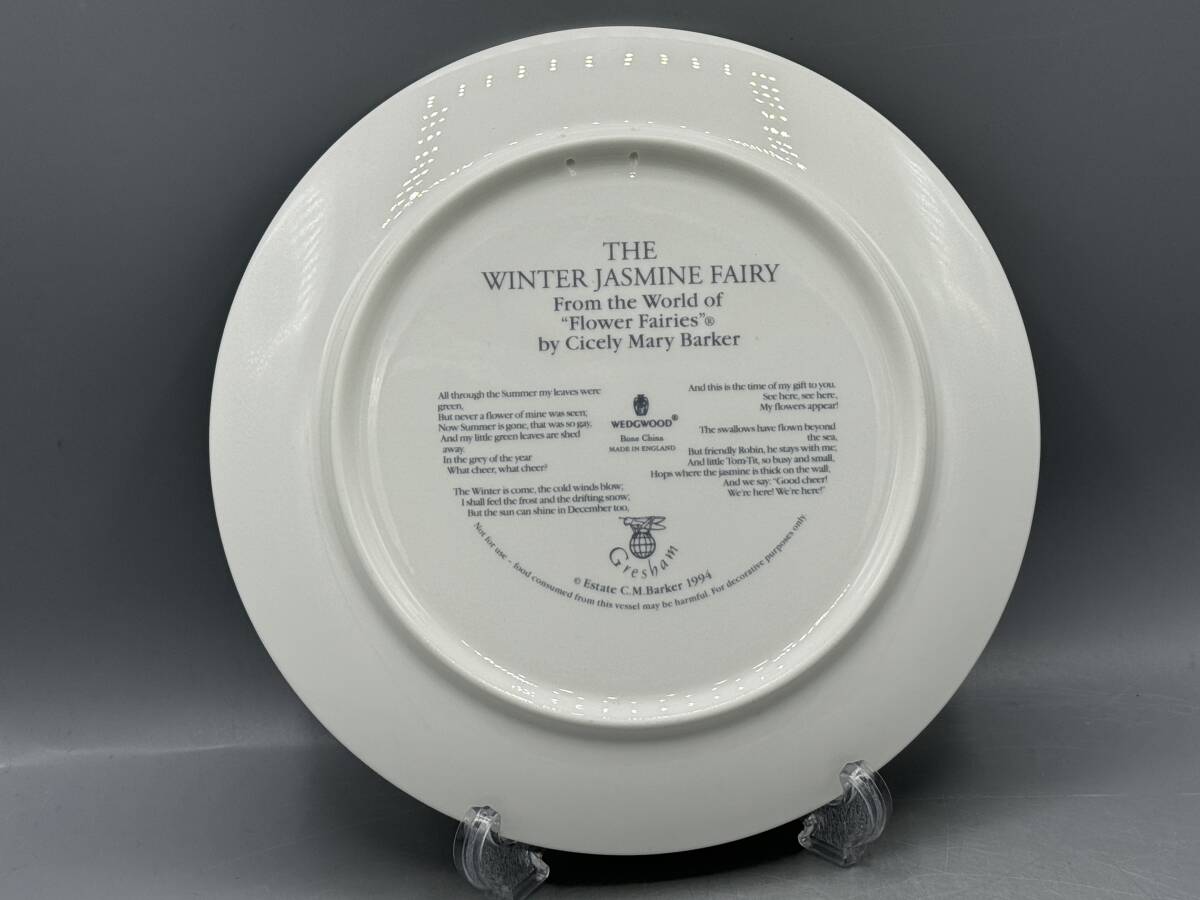 THE
WINTER JASMINE FAIRY
From the World of
“Flower Fairies”®
by Cicely Mary Barker
All through the Summer my leaves were
green,
But never a flower of mine was seen;
Now Summer is gone, that was so gay,
And my little green leaves are shed
away.
In the grey of the year
What cheer, what cheer?
The Winter is come, the cold winds blow;
I shall feel the frost and the drifting snow;
But the sun can shine in December too,
WEDGWOOD®
Bone China
MADE IN ENGLAND
And this is the time of my gift to you.
See here, see here,
My flowers appear!
The swallows have flown beyond
the sea,
But friendly Robin, he stays with me;
And little Tom-Tit, so busy and small,
Hops where the jasmine is thick on the wall;
And we say: “Good cheer!
We're here! We're here!”
Gresham
© Estate C.M.Barker 1994
Not for use - food consumed from this vessel may be harmful. For decorative purposes only.